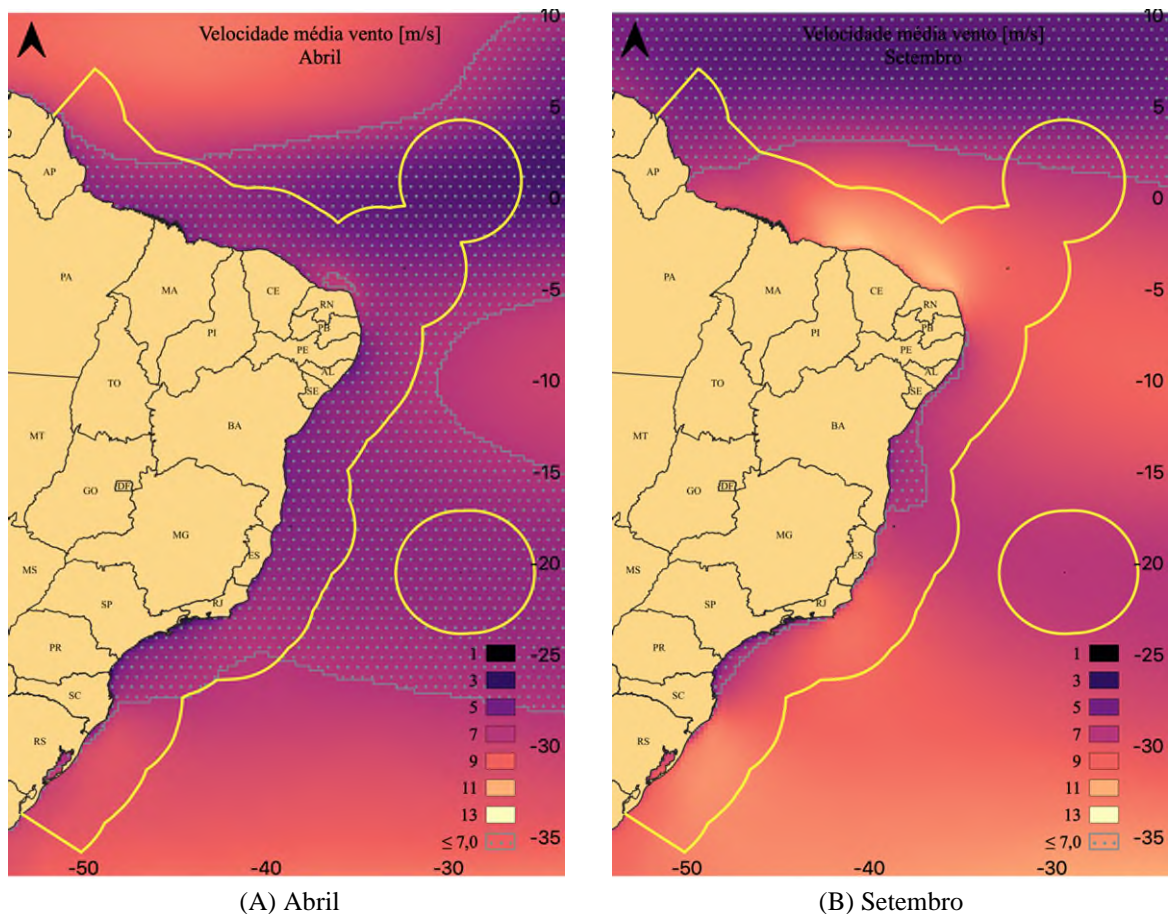 Velocidade média vento [m/s]
Abril
10
5
0
-5
-10
-15
-20
-25
-30
-35
-50
-40
-30
AP
PA
MA
CE
RN
PB
PI
PE
AL
SE
TO
BA
MT
GO
DF
MG
ES
MS
SP
RJ
PR
SC
RS
1
3
5
7
9
11
13
≤ 7,0
(A) Abril
Velocidade média vento [m/s]
Setembro
10
5
0
-5
-10
-15
-20
-25
-30
-35
-50
-40
-30
AP
PA
MA
CE
RN
PB
PI
PE
AL
SE
TO
BA
MT
GO
DF
MG
ES
MS
SP
RJ
PR
SC
RS
1
3
5
7
9
11
13
≤ 7,0
(B) Setembro